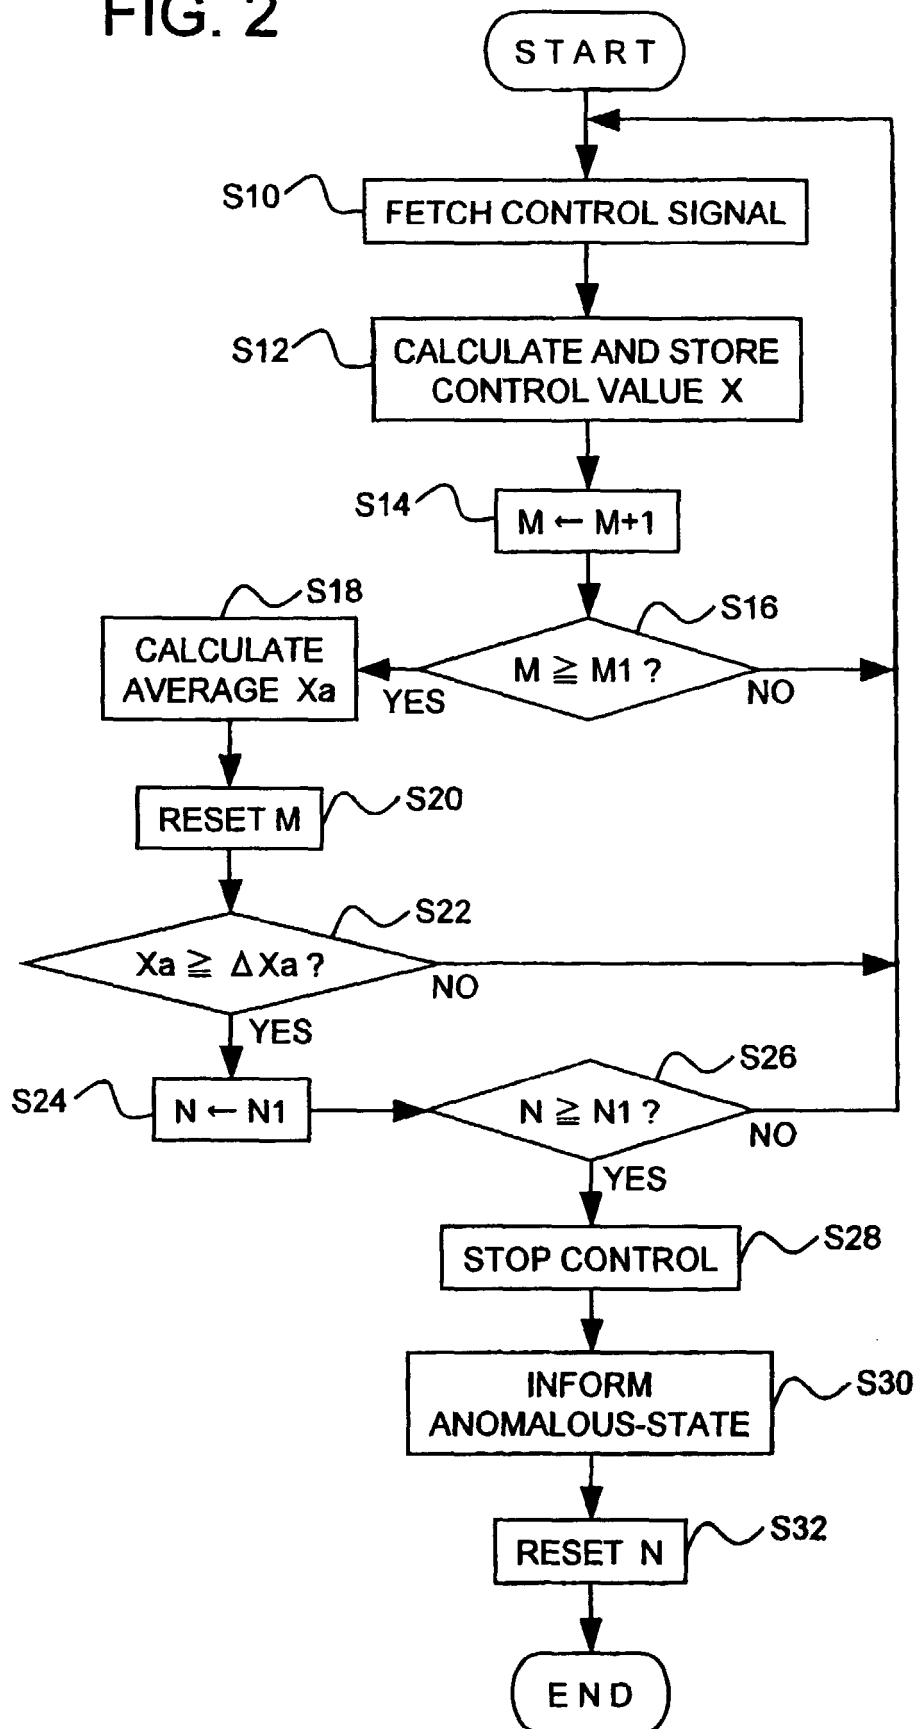 FIG. 2
START
S10
FETCH CONTROL SIGNAL
S12
CALCULATE AND STORE
CONTROL VALUE X
S14
M ← M+1
S16
M ≧ M1 ?
YES
NO
S18
CALCULATE
AVERAGE Xa
S20
RESET M
S22
Xa ≧ ΔXa ?
NO
YES
S24
N ← N1
S26
N ≧ N1 ?
NO
YES
S28
STOP CONTROL
S30
INFORM
ANOMALOUS-STATE
S32
RESET N
END